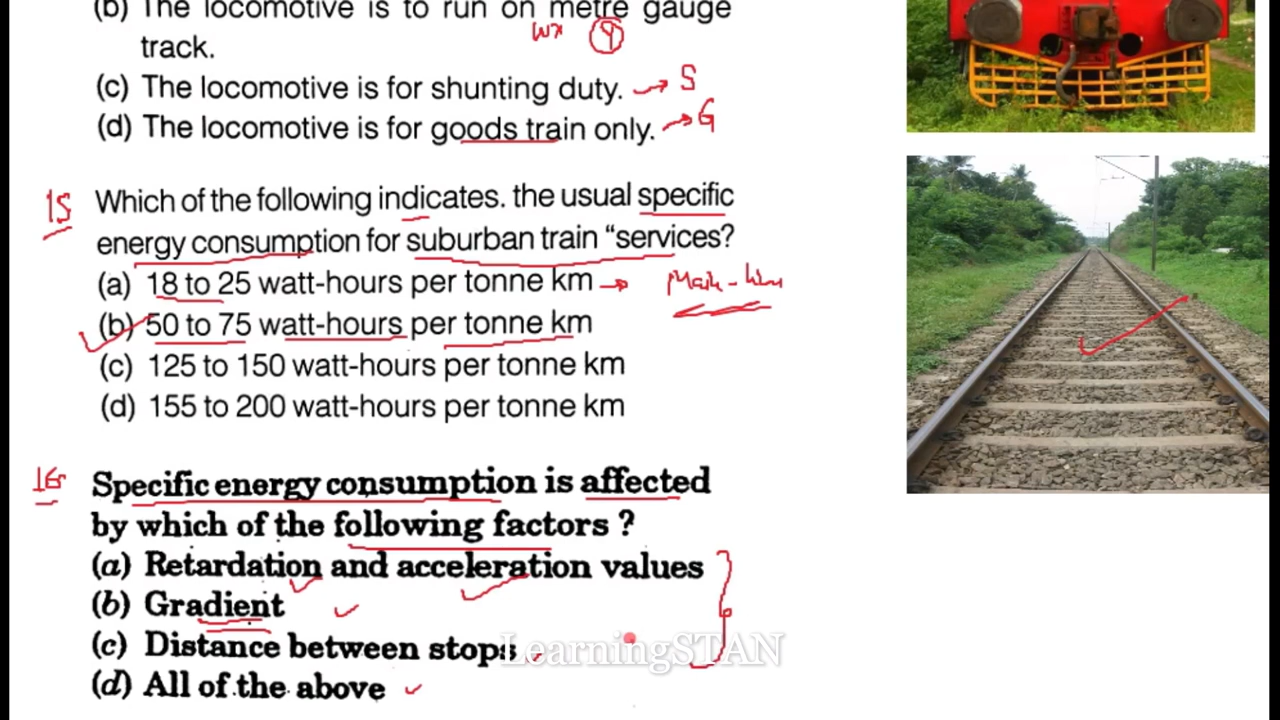 (b) The locomotive is to run on metre gauge
track.
(c) The locomotive is for shunting duty. → S
(d) The locomotive is for goods train only. → G
15 Which of the following indicates. the usual specific
energy consumption for suburban train “services?
(a) 18 to 25 watt-hours per tonne km → Main-line
(b) 50 to 75 watt-hours per tonne km
(c) 125 to 150 watt-hours per tonne km
(d) 155 to 200 watt-hours per tonne km
16 Specific energy consumption is affected
by which of the following factors ?
(a) Retardation and acceleration values
(b) Gradient
(c) Distance between stops
LearningSTAN
(d) All of the above